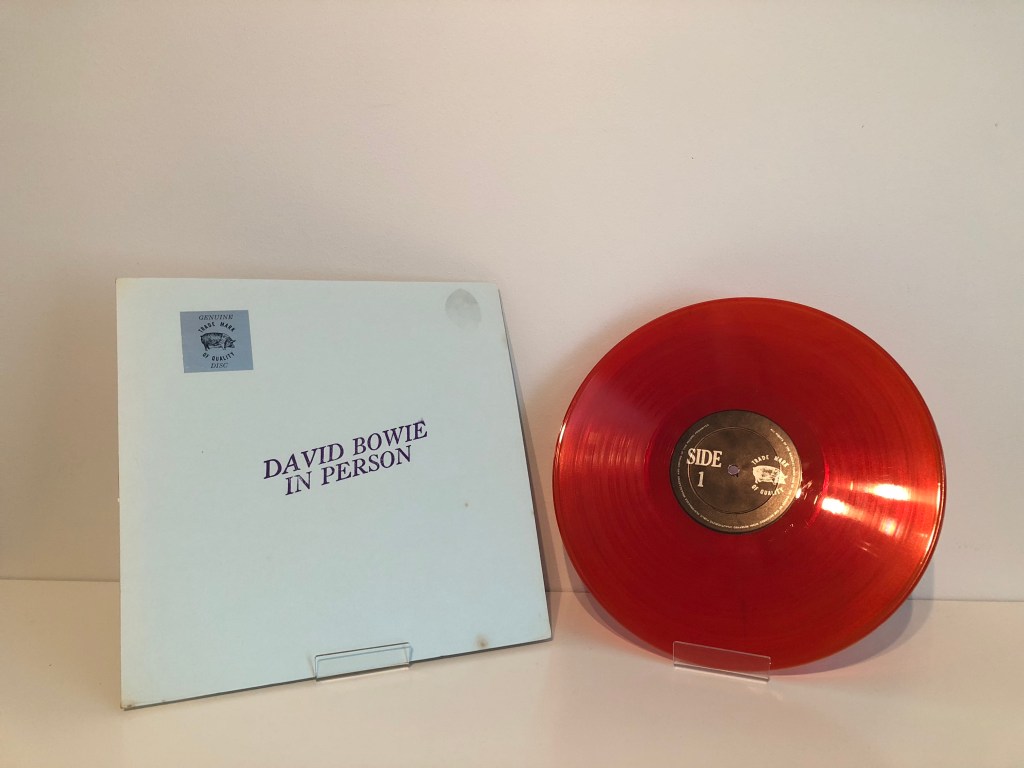 GENUINE
TRADE MARK
OF QUALITY
DISC
DAVID BOWIE
IN PERSON
SIDE
1
TRADE MARK
OF QUALITY